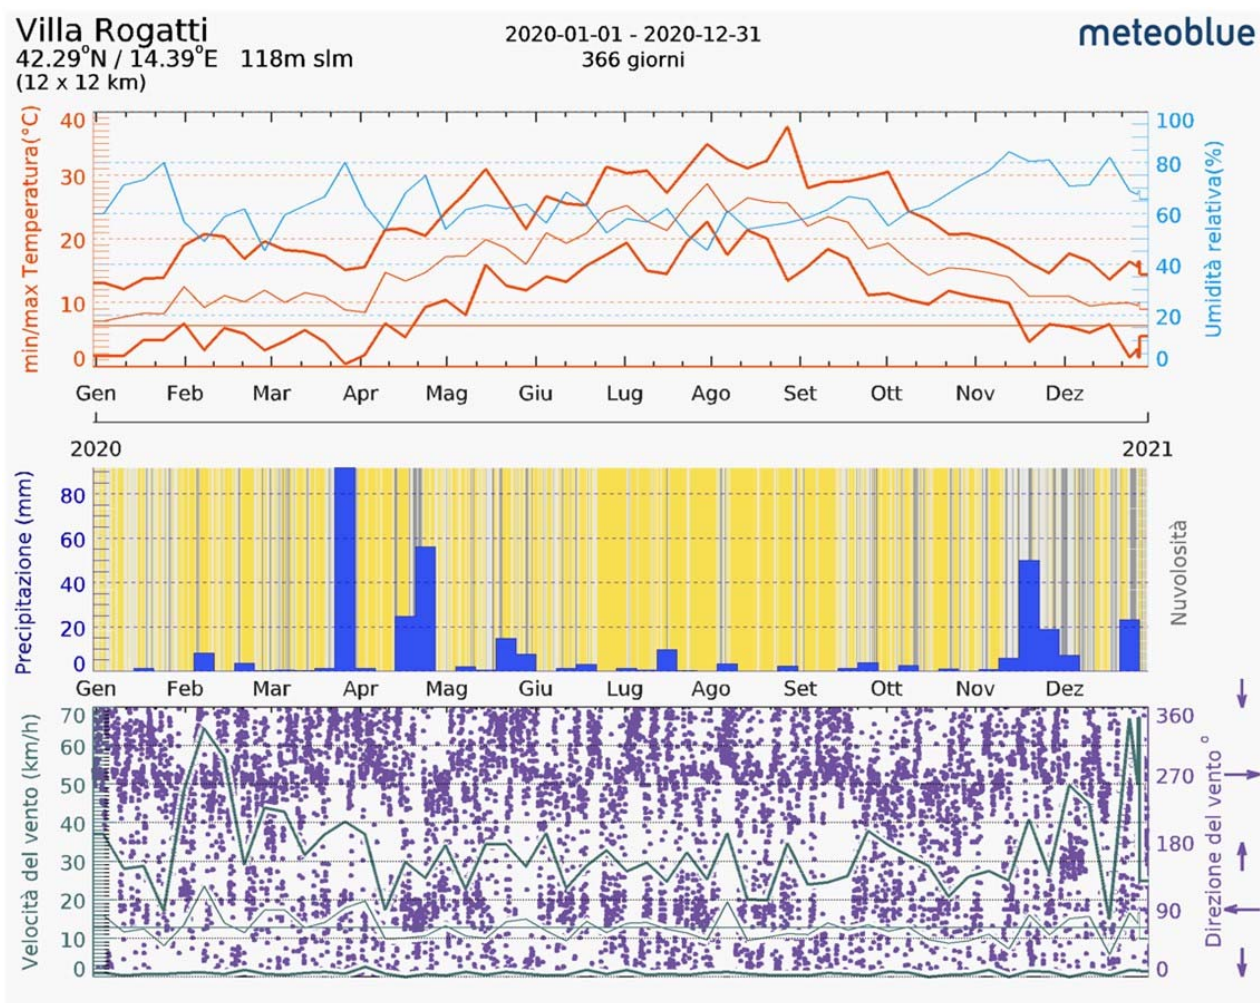 Villa Rogatti
42.29°N / 14.39°E 118m slm
(12 x 12 km)
2020-01-01 - 2020-12-31
366 giorni
meteoblue
min/max Temperatura(°C)
40
30
20
10
0
100
80
60
40
20
0
Umidità relativa(%)
Gen Feb Mar Apr Mag Giu Lug Ago Set Ott Nov Dez
2020 2021
Precipitazione (mm)
80
60
40
20
0
Nuvolosità
Gen Feb Mar Apr Mag Giu Lug Ago Set Ott Nov Dez
Velocità del vento (km/h)
70
60
50
40
30
20
10
0
360
270
180
90
0
Direzione del vento °